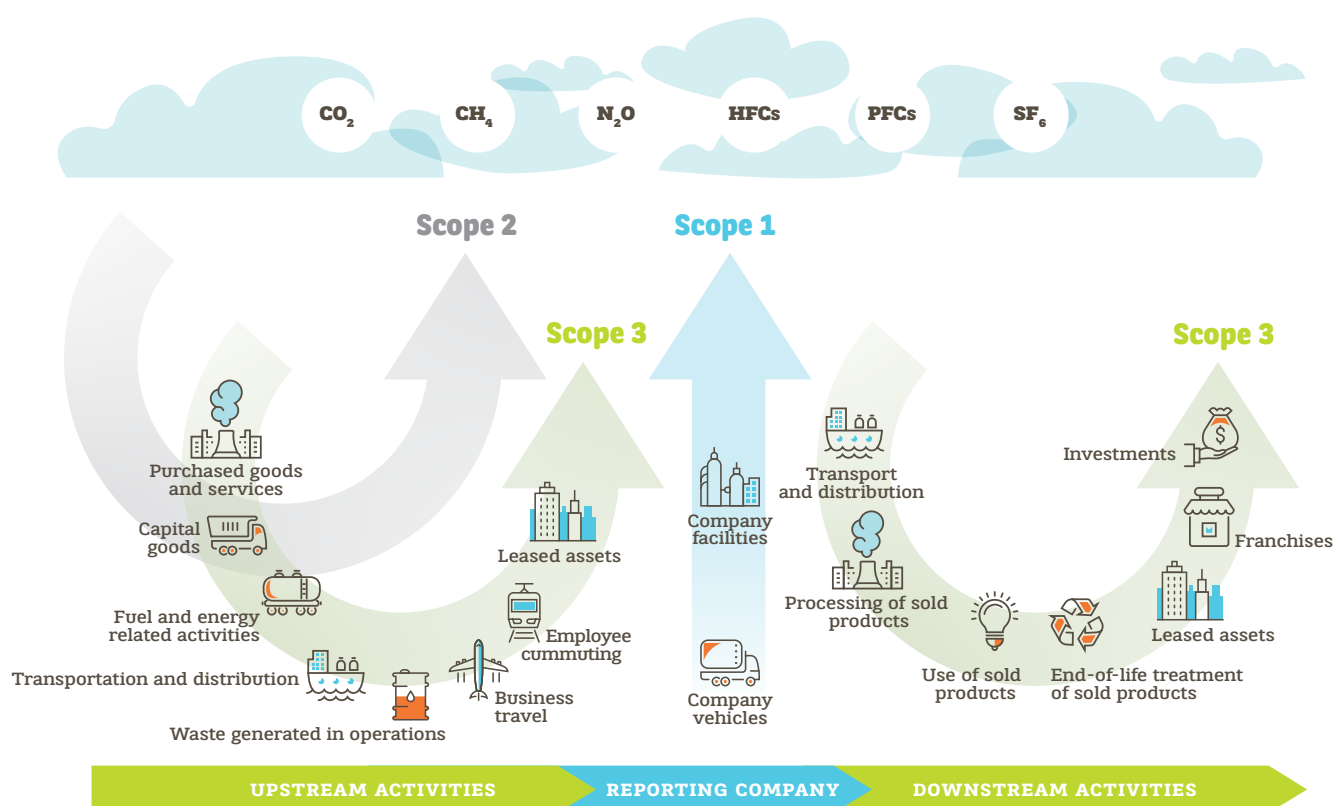 CO₂
CH₄
N₂O
HFCs
PFCs
SF₆
Scope 2
Scope 1
Scope 3
Scope 3
Purchased goods
and services
Capital
goods
Fuel and energy
related activities
Transportation and distribution
Waste generated in operations
Business
travel
Employee
commuting
Leased assets
Company
facilities
Company
vehicles
Transport
and distribution
Processing of sold
products
Use of sold
products
End-of-life treatment
of sold products
Leased assets
Franchises
Investments
$
UPSTREAM ACTIVITIES
REPORTING COMPANY
DOWNSTREAM ACTIVITIES